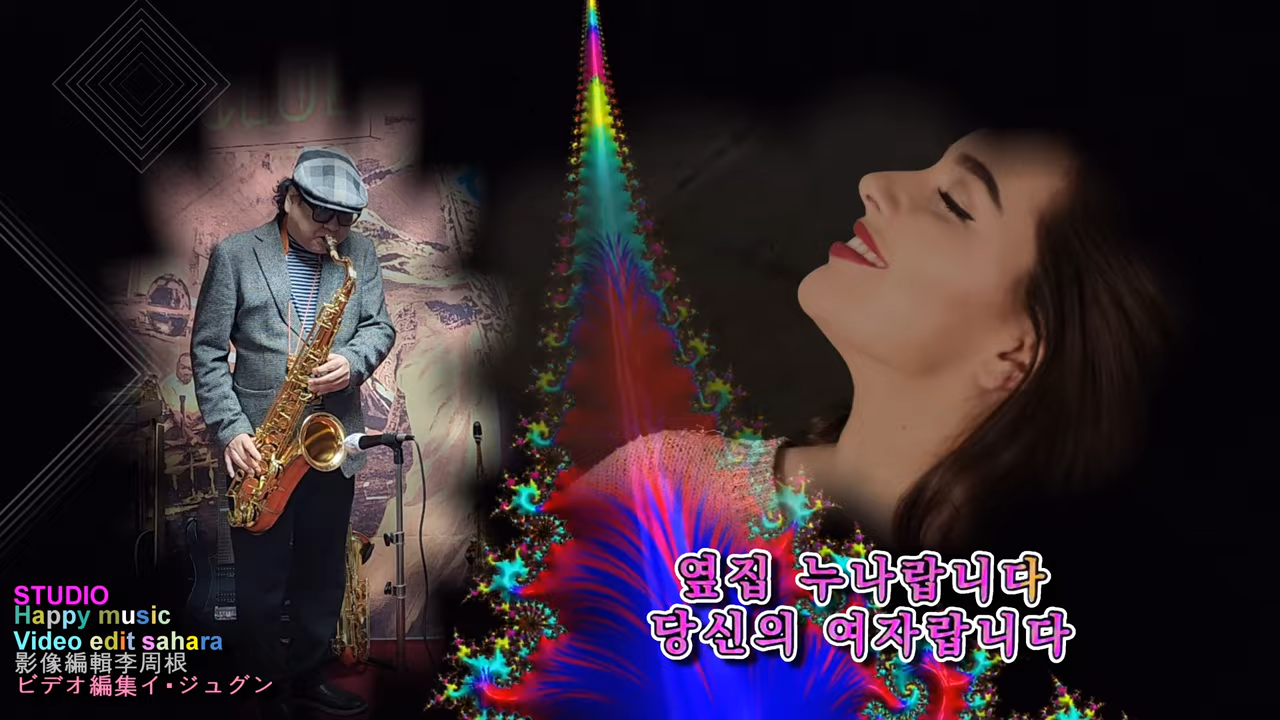 STUDIO
Happy music
Video edit sahara
影像編輯李周根
ビデオ編集イ・ジュグン
옆집 누나랍니다
당신의 여자랍니다